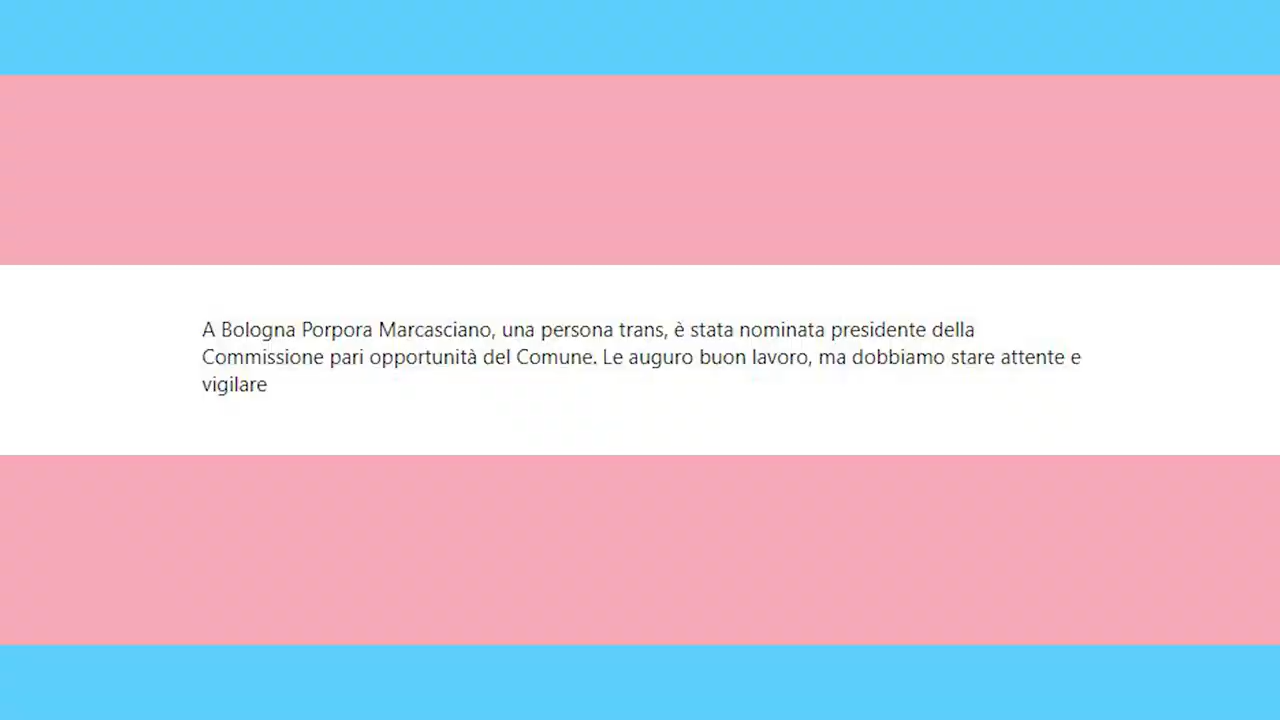 A Bologna Porpora Marcasciano, una persona trans, è stata nominata presidente della
Commissione pari opportunità del Comune. Le auguro buon lavoro, ma dobbiamo stare attente e
vigilare